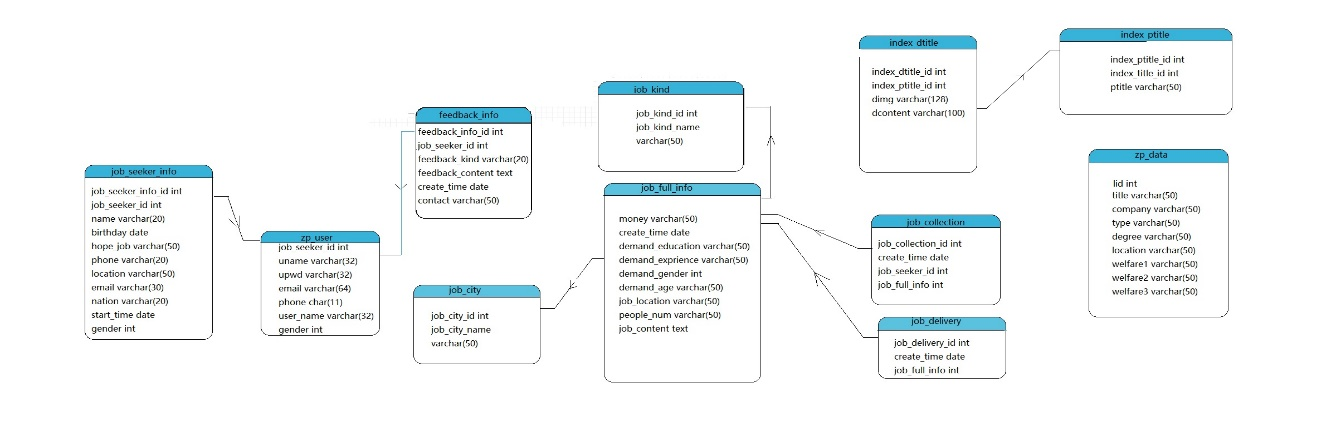 job_seeker_info
job_seeker_info_id int
job_seeker_id int
name varchar(20)
birthday date
hope_job varchar(50)
phone varchar(20)
location varchar(50)
email varchar(30)
nation varchar(20)
start_time date
gender int
zp_user
job_seeker_id int
uname varchar(32)
upwd varchar(32)
email varchar(64)
phone char(11)
user_name varchar(32)
gender int
feedback_info
feedback_info_id int
job_seeker_id int
feedback_kind varchar(20)
feedback_content text
create_time date
contact varchar(50)
job_city
job_city_id int
job_city_name
varchar(50)
job_kind
job_kind_id int
job_kind_name
varchar(50)
job_full_info
money varchar(50)
create_time date
demand_education varchar(50)
demand_exprience varchar(50)
demand_gender int
demand_age varchar(50)
job_location varchar(50)
people_num varchar(50)
job_content text
index_dtitle
index_dtitle_id int
index_ptitle_id int
dimg varchar(128)
dcontent varchar(100)
job_collection
job_collection_id int
create_time date
job_seeker_id int
job_full_info int
job_delivery
job_delivery_id int
create_time date
job_full_info int
index_ptitle
index_ptitle_id int
index_title_id int
ptitle varchar(50)
zp_data
lid int
title varchar(50)
company varchar(50)
type varchar(50)
degree varchar(50)
location varchar(50)
welfare1 varchar(50)
welfare2 varchar(50)
welfare3 varchar(50)